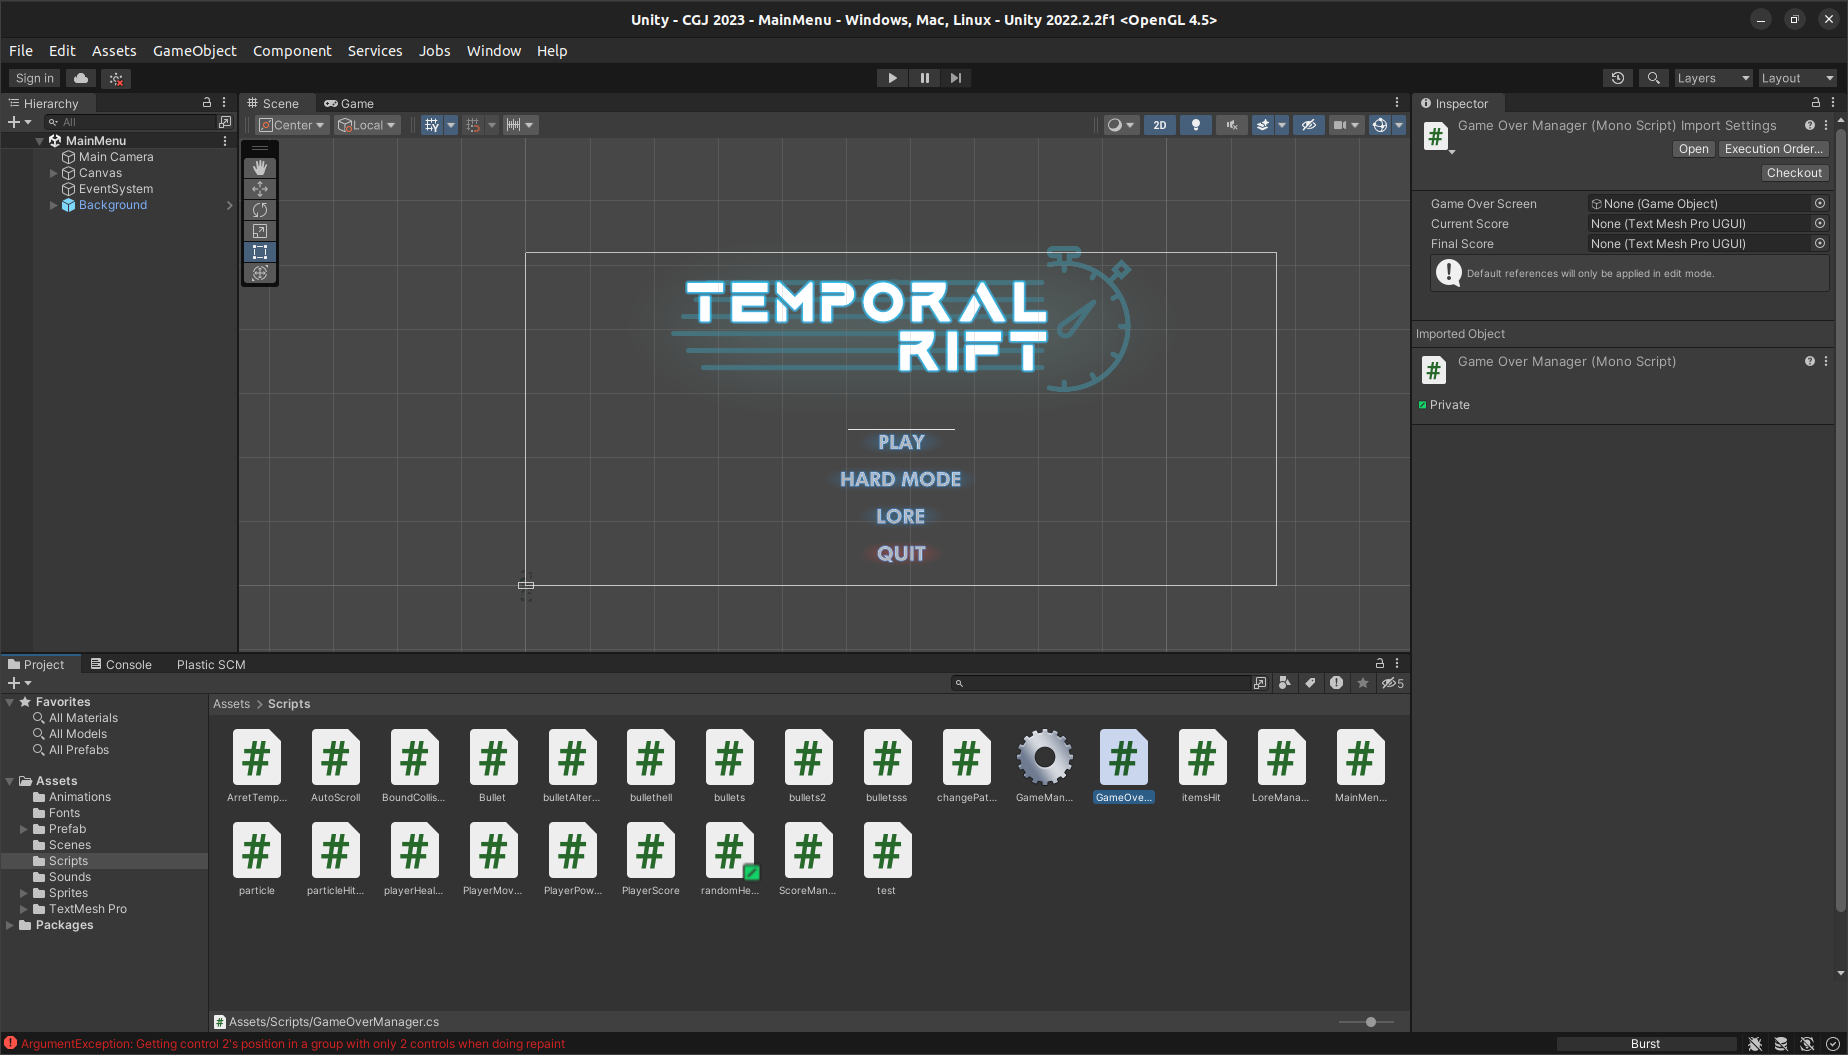 Unity - CGJ 2023 - MainMenu - Windows, Mac, Linux - Unity 2022.2.2f1 <OpenGL 4.5>
File Edit Assets GameObject Component Services Jobs Window Help
Sign in Layers Layout
Hierarchy
All
MainMenu
Main Camera
Canvas
EventSystem
Background
Scene Game
Center Local 2D
TEMPORAL
RIFT
PLAY
HARD MODE
LORE
QUIT
Inspector
Game Over Manager (Mono Script) Import Settings
Open Execution Order...
Checkout
Game Over Screen None (Game Object)
Current Score None (Text Mesh Pro UGUI)
Final Score None (Text Mesh Pro UGUI)
Default references will only be applied in edit mode.
Imported Object
Game Over Manager (Mono Script)
Private
Project Console Plastic SCM
5
Favorites
All Materials
All Models
All Prefabs
Assets
Animations
Fonts
Prefab
Scenes
Scripts
Sounds
Sprites
TextMesh Pro
Packages
Assets > Scripts
ArretTemp... AutoScroll BoundCollis... Bullet bulletAlter... bullethell bullets bullets2 bulletsss changePat... GameMan... GameOve... itemsHit LoreMana... MainMen...
particle particleHit... playerHeal... PlayerMov... PlayerPow... PlayerScore randomHe... ScoreMan... test
Assets/Scripts/GameOverManager.cs
ArgumentException: Getting control 2's position in a group with only 2 controls when doing repaint
Burst